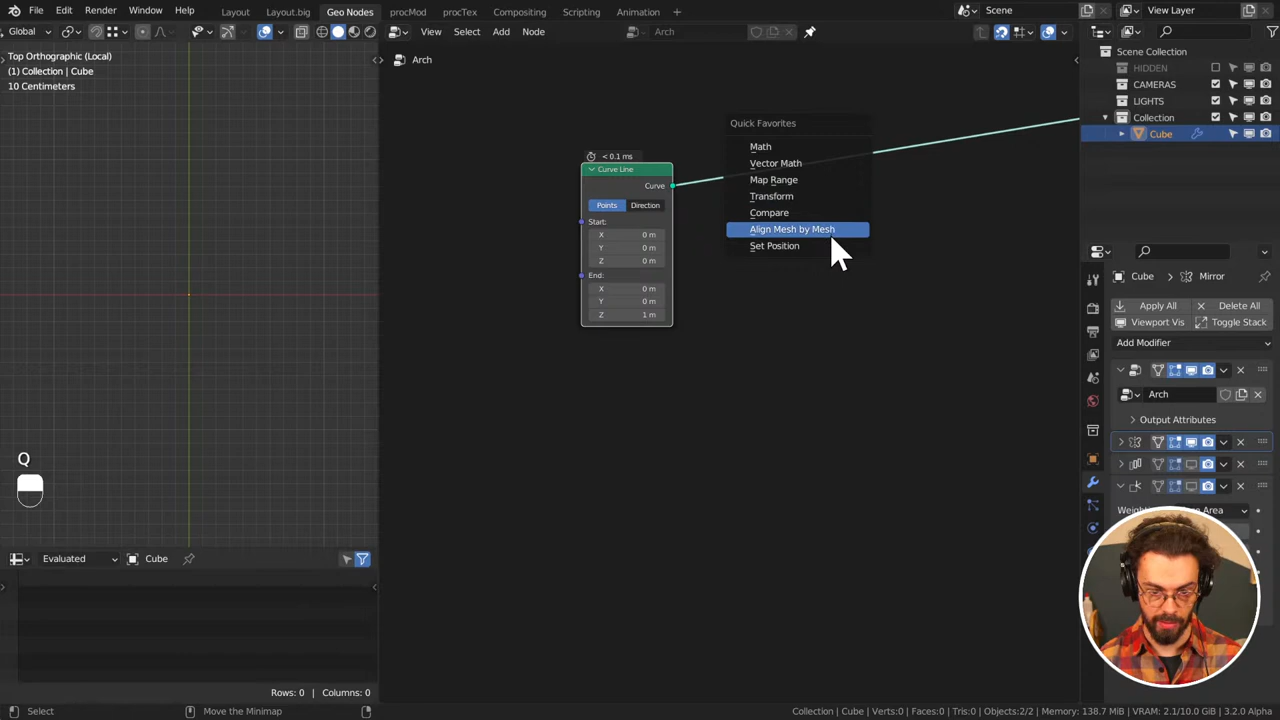 File Edit Render Window Help Layout Layout.big Geo Nodes procMod procTex Compositing Scripting Animation + Scene View Layer
Global View Select Add Node Arch
Top Orthographic (Local)
(1) Collection | Cube
10 Centimeters
Arch
Scene Collection
HIDDEN
CAMERAS
LIGHTS
Collection
Cube
Quick Favorites
Math
Vector Math
Map Range
Transform
Compare
Align Mesh by Mesh
Set Position
< 0.1 ms
Curve Line
Curve
Points Direction
Start:
X 0 m
Y 0 m
Z 0 m
End:
X 0 m
Y 0 m
Z 1 m
Cube Mirror
Apply All Delete All
Viewport Vis Toggle Stack
Add Modifier
Arch
Output Attributes
Q
Evaluated Cube
Rows: 0 | Columns: 0
Select Move the Minimap Collection | Cube | Verts:0 | Faces:0 | Tris:0 | Objects:2/2 | Memory: 138.7 MiB | VRAM: 2.1/10.0 GiB | 3.2.0 Alpha